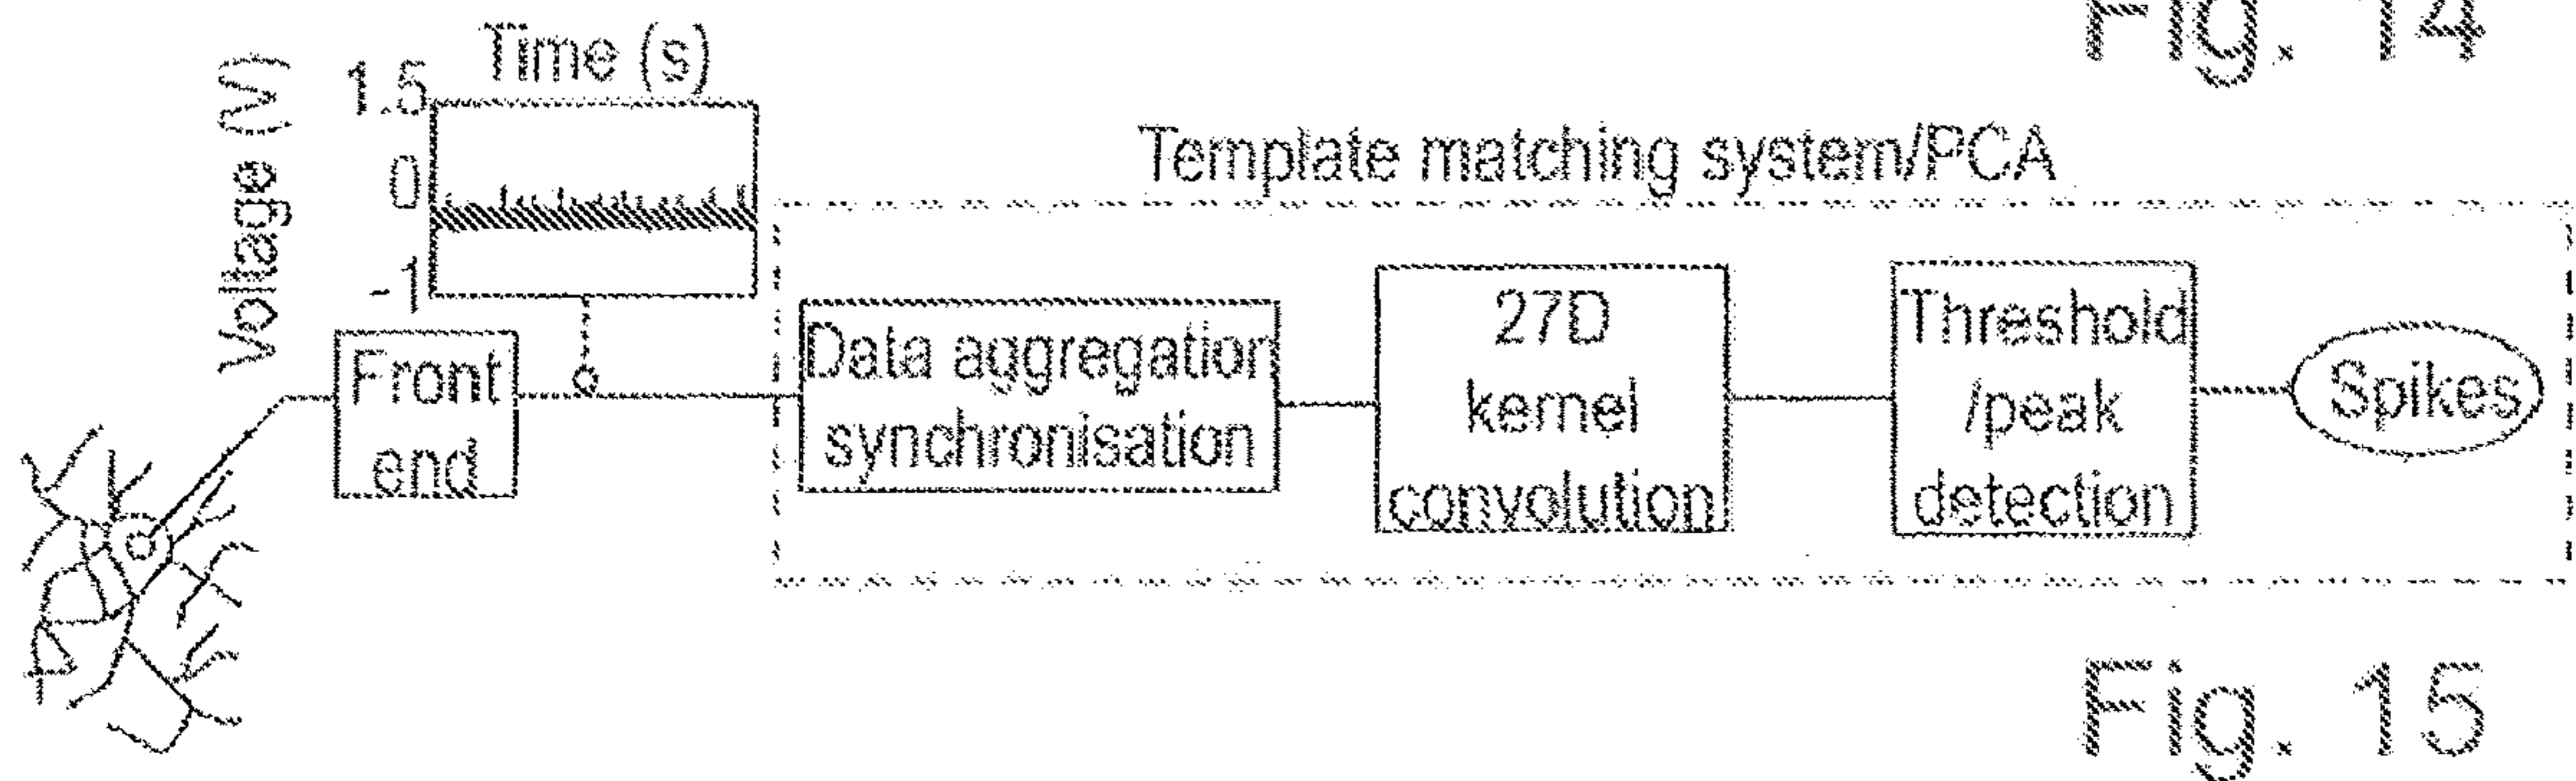 Fig. 14
Time (s)
Voltage (V)
1.5
0
-1
Template matching system/PCA
Front
end
Data aggregation
synchronisation
27D
kernel
convolution
Threshold
/peak
detection
Spikes
Fig. 15